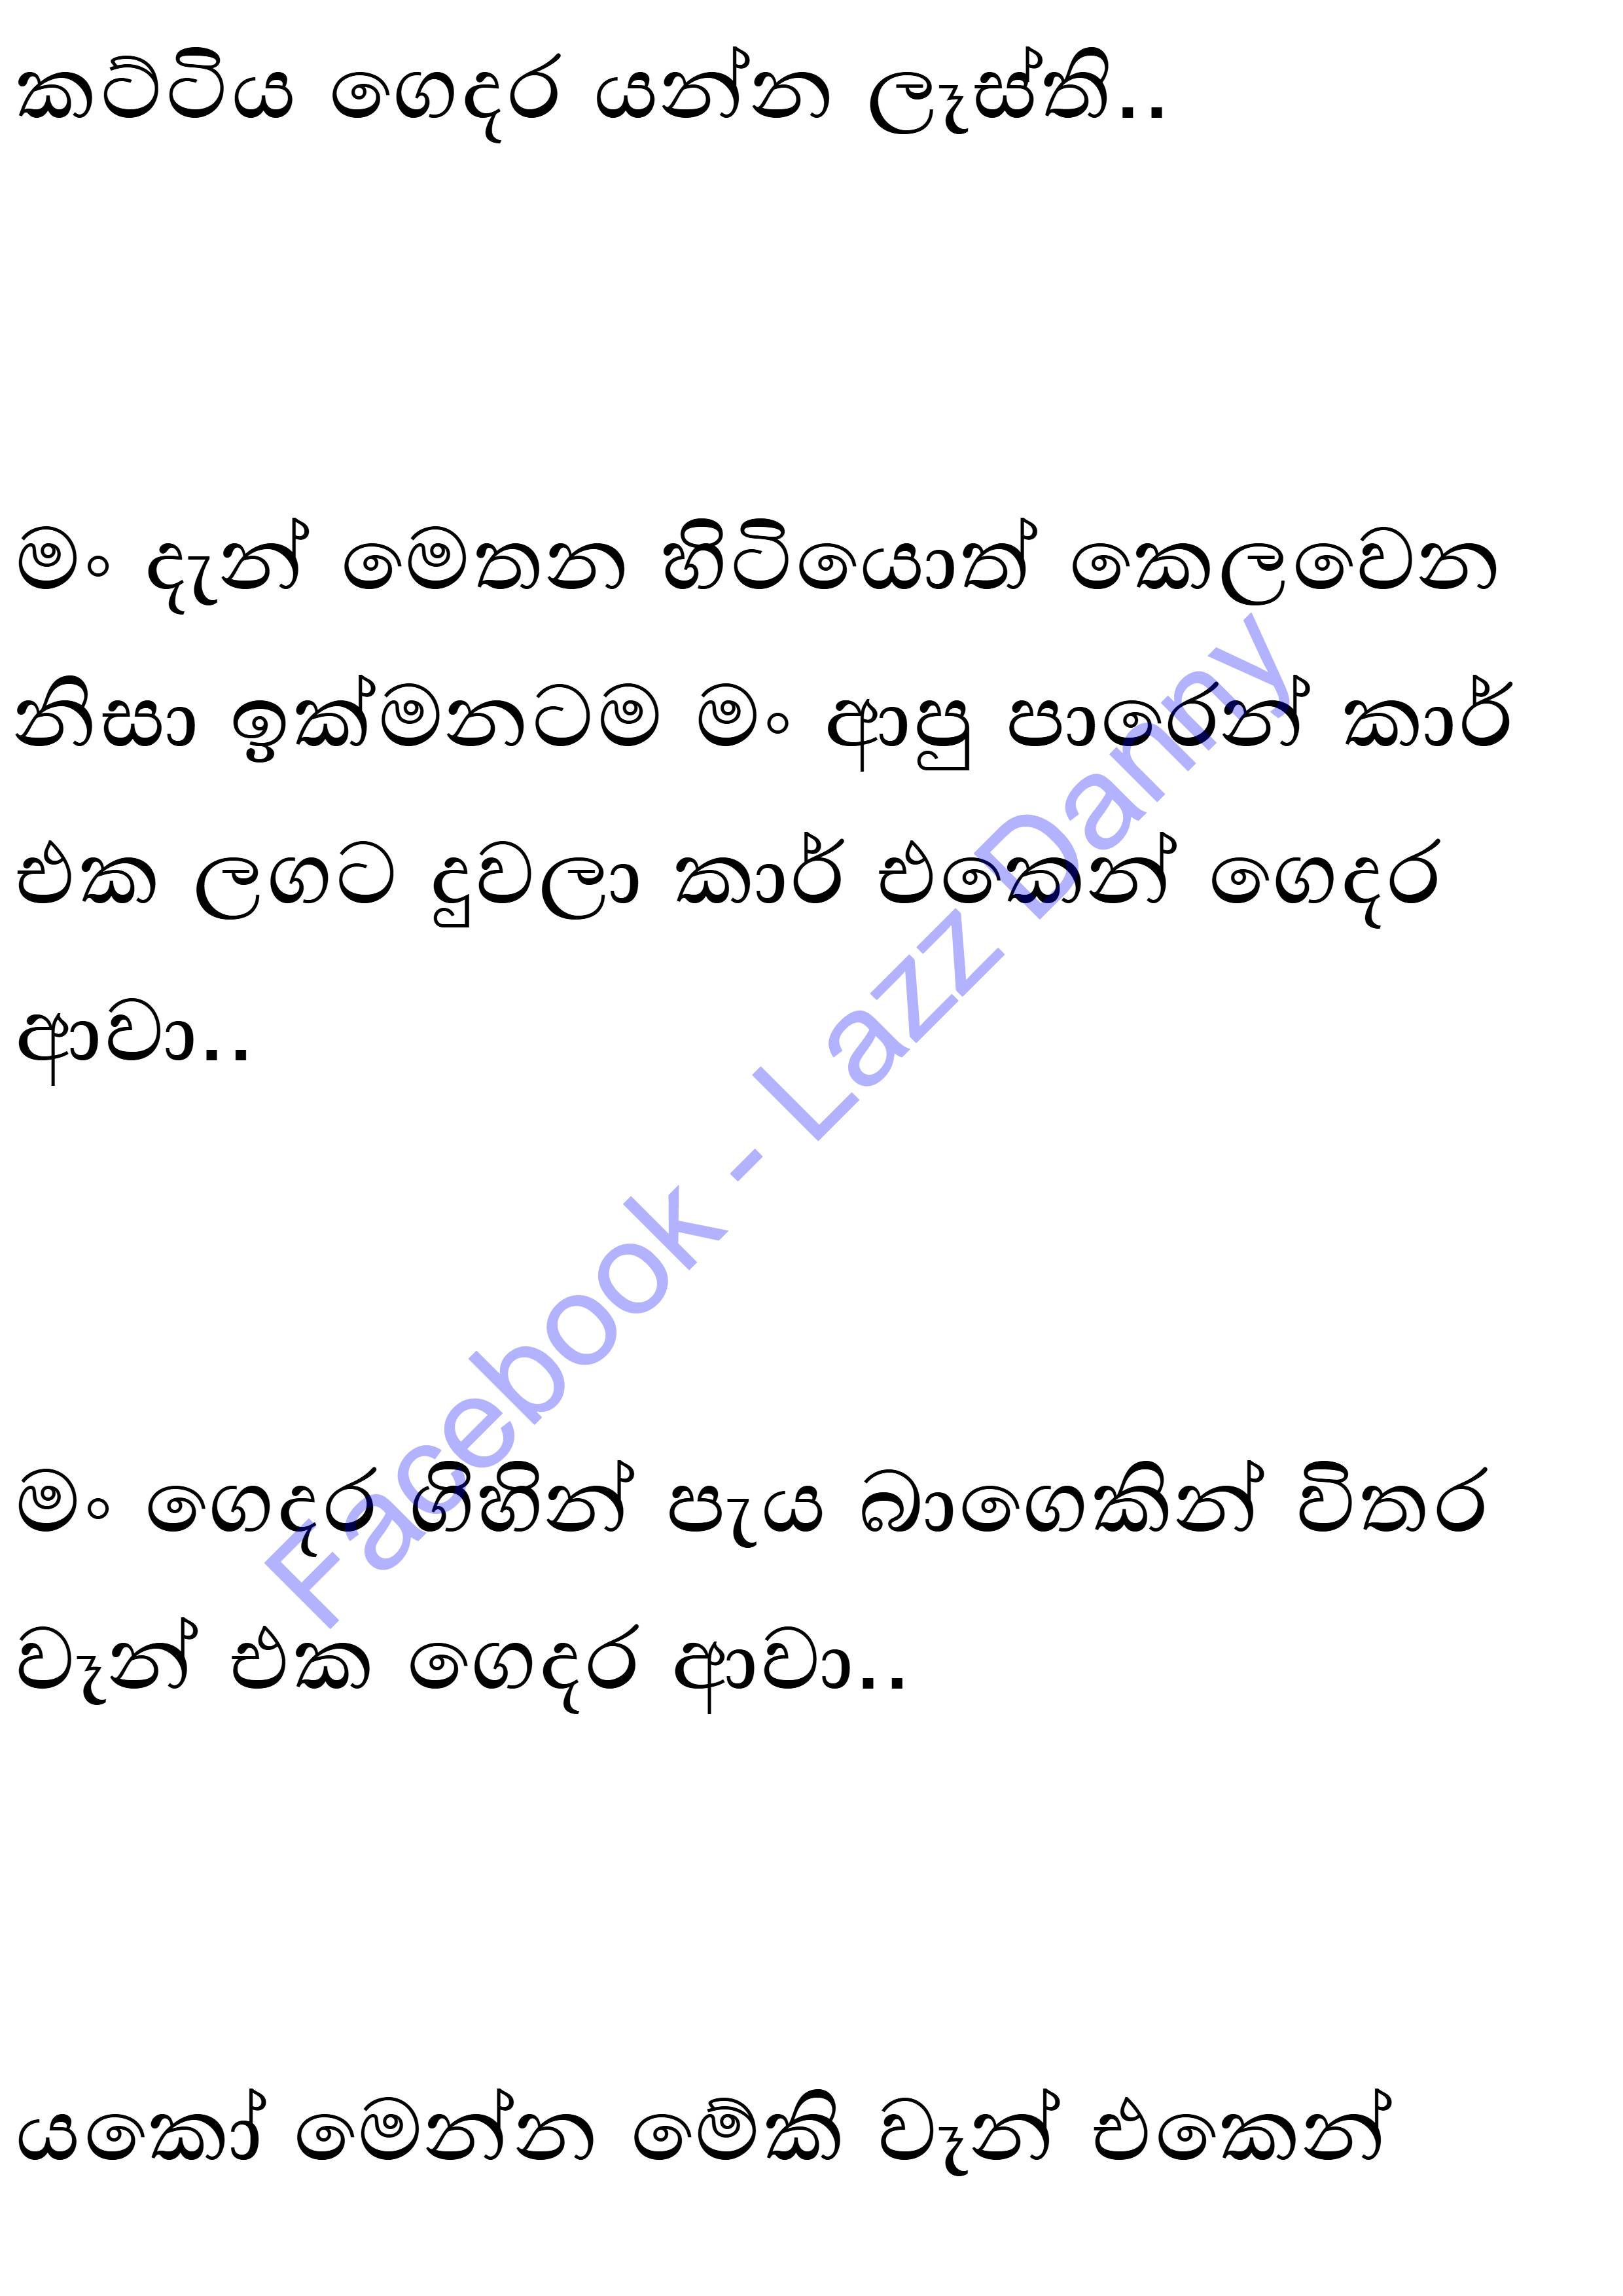 කට්ටිය ගෙදර යන්න ලෑස්ති..
මං දැන් මෙතන හිටියොත් කෙලවෙන
නිසා ඉක්මනටම මං ආපු පාරෙන් කාර්
එක ලගට දුවලා කාර් එකෙන් ගෙදර
ආවා..
මං ගෙදර ගිහින් පැය බාගෙකින් විතර
වෑන් එක ගෙදර ආවා..
යකෝ මෙන්න මේකි වෑන් එකෙන්
Facebook - Lazz Danny